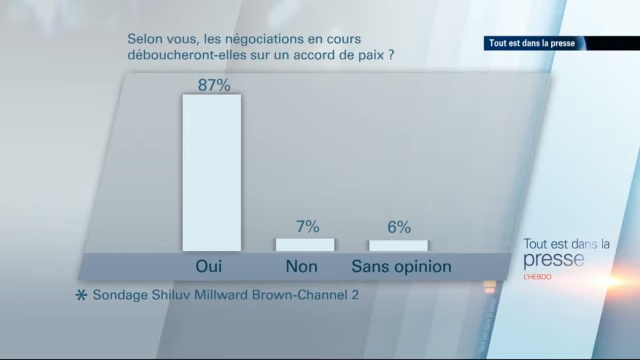 Selon vous, les négociations en cours
déboucheront-elles sur un accord de paix ?
Tout est dans la presse
87%
7%
6%
Oui
Non
Sans opinion
Tout est dans la
presse
L'HEBDO
* Sondage Shiluv Millward Brown-Channel 2